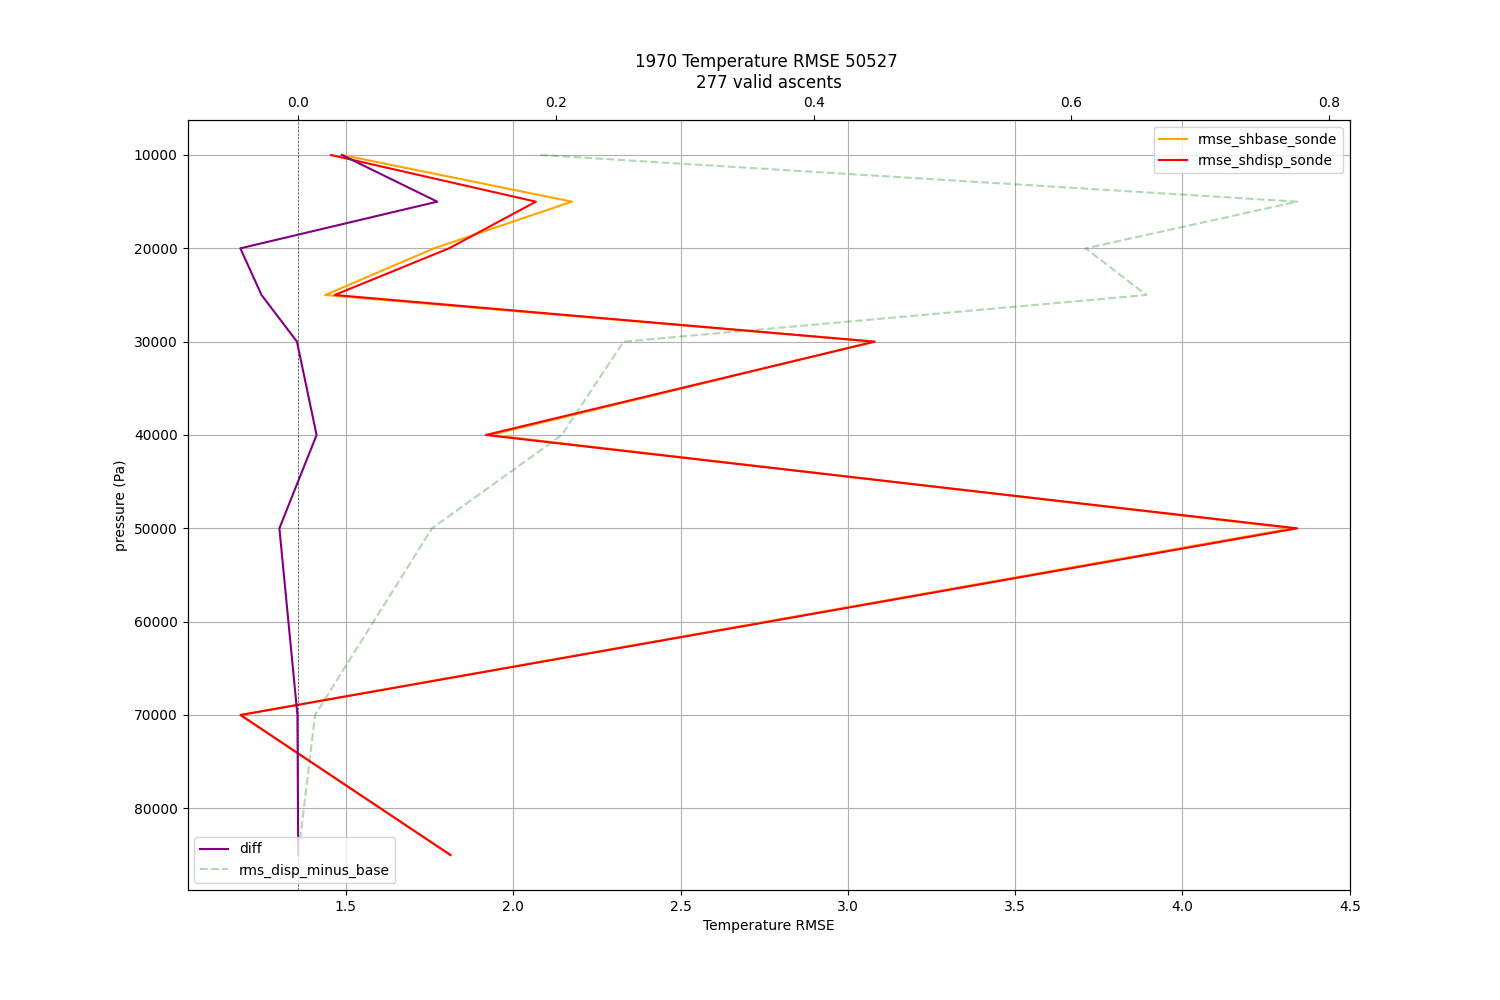 1970 Temperature RMSE 50527
277 valid ascents
0.0 0.2 0.4 0.6 0.8
rmse_shbase_sonde
rmse_shdisp_sonde
10000
20000
30000
40000
50000
60000
70000
80000
pressure (Pa)
diff
rms_disp_minus_base
1.5 2.0 2.5 3.0 3.5 4.0 4.5
Temperature RMSE